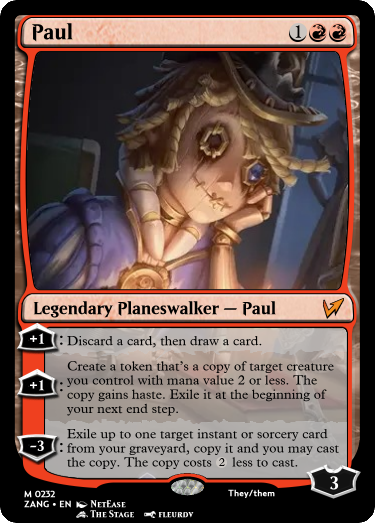 Paul 1
Legendary Planeswalker — Paul
+1: Discard a card, then draw a card.
+1: Create a token that's a copy of target creature
you control with mana value 2 or less. The
copy gains haste. Exile it at the beginning of
your next end step.
-3: Exile up to one target instant or sorcery card
from your graveyard, copy it and you may cast
the copy. The copy costs 2 less to cast.
3
M 0232
ZANG • EN NetEase
The Stage FLEURDV
They/them